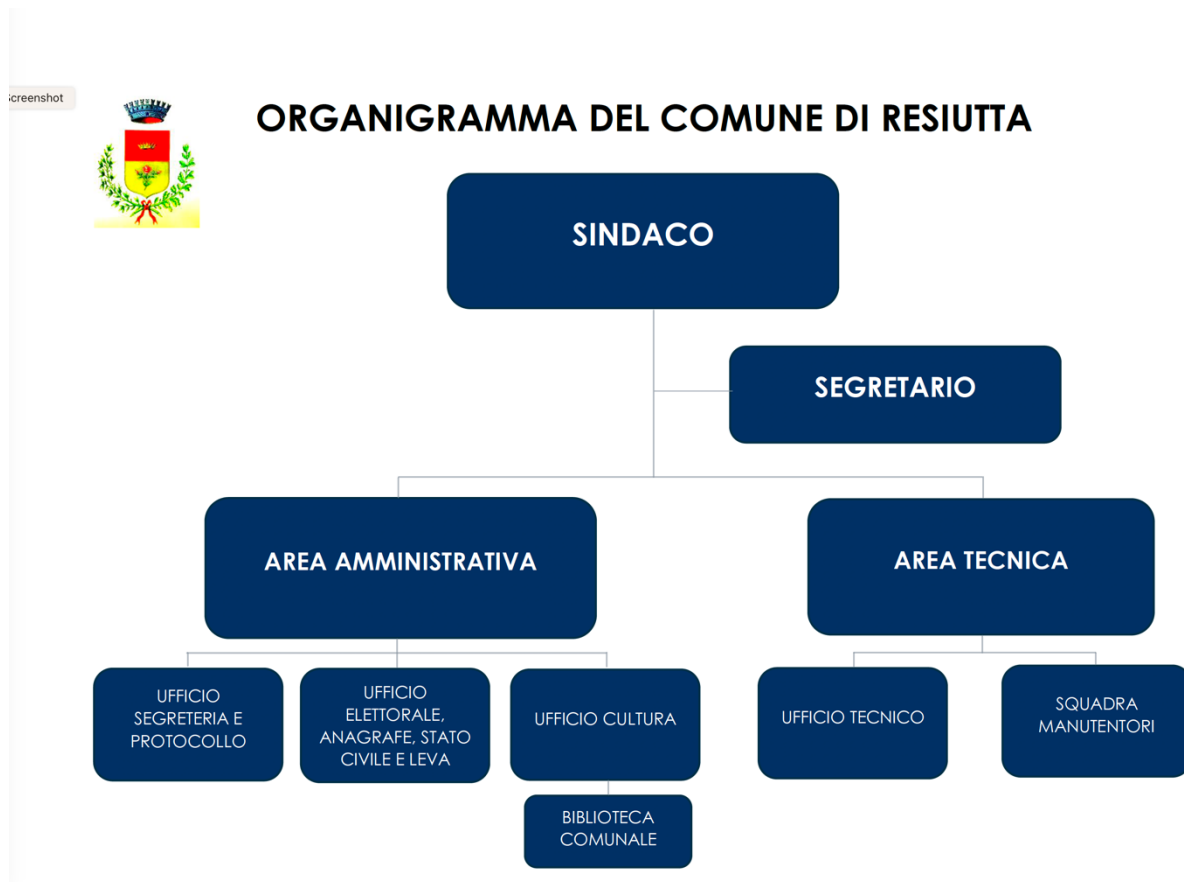 Screenshot
ORGANIGRAMMA DEL COMUNE DI RESIUTTA
SINDACO
SEGRETARIO
AREA AMMINISTRATIVA
AREA TECNICA
UFFICIO
SEGRETERIA E
PROTOCOLLO
UFFICIO
ELETTORALE,
ANAGRAFE, STATO
CIVILE E LEVA
UFFICIO CULTURA
UFFICIO TECNICO
SQUADRA
MANUTENTORI
BIBLIOTECA
COMUNALE